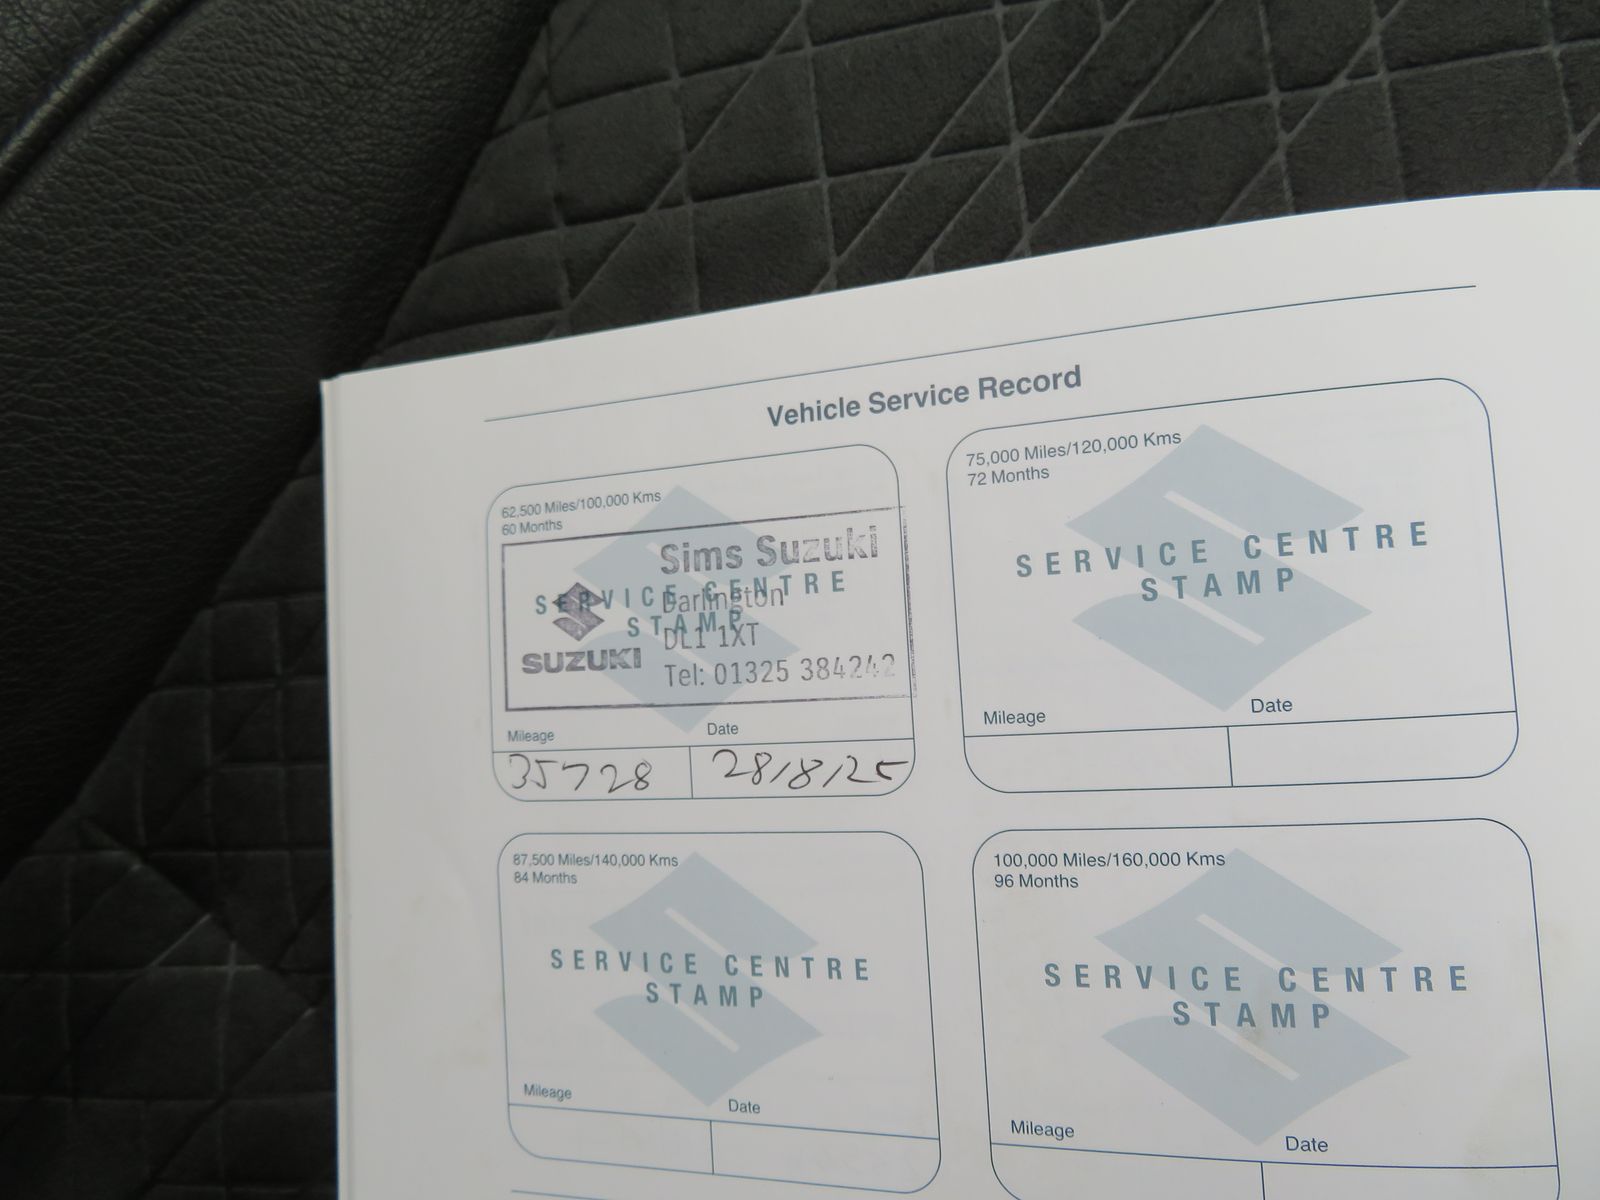 Vehicle Service Record
62,500 Miles/100,000 Kms
60 Months
SERVICE CENTRE
STAMP
Sims Suzuki
Darlington
DL1 1XT
Tel: 01325 384242
SUZUKI
Mileage
Date
35728
28/8/25
75,000 Miles/120,000 Kms
72 Months
SERVICE CENTRE
STAMP
Mileage
Date
87,500 Miles/140,000 Kms
84 Months
SERVICE CENTRE
STAMP
Mileage
Date
100,000 Miles/160,000 Kms
96 Months
SERVICE CENTRE
STAMP
Mileage
Date